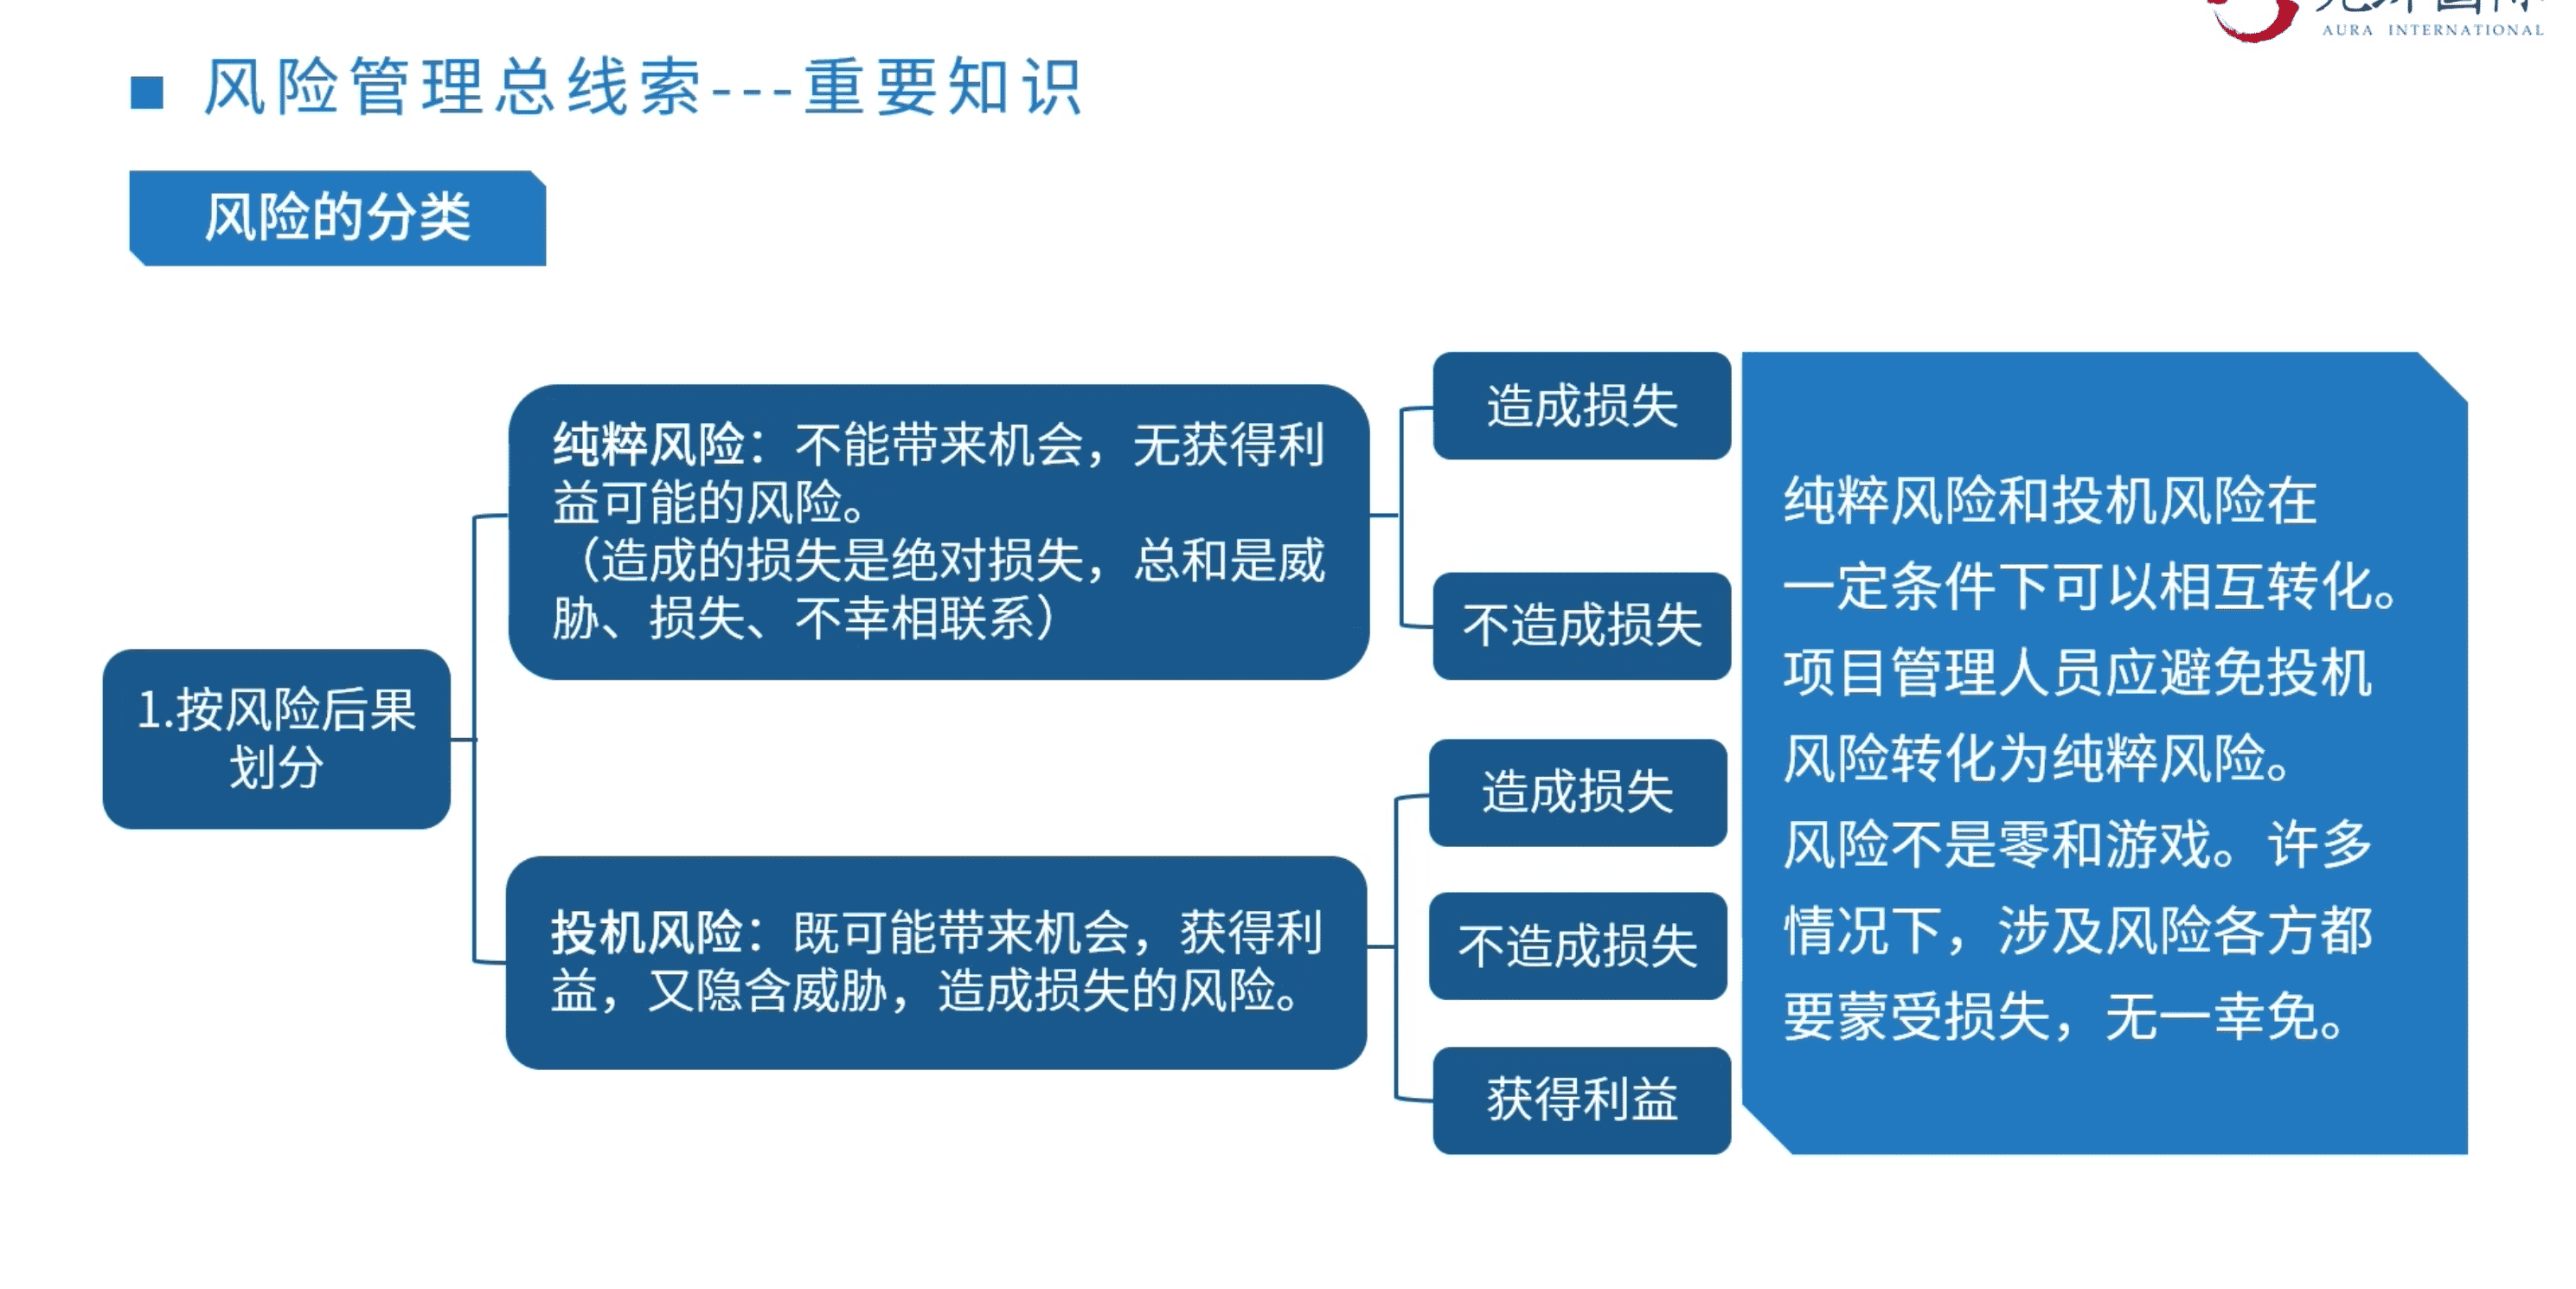 AURA INTERNATIONAL
风险管理总线索---重要知识
风险的分类
1.按风险后果
划分
纯粹风险：不能带来机会，无获得利
益可能的风险。
（造成的损失是绝对损失，总和是威
胁、损失、不幸相联系）
造成损失
不造成损失
投机风险：既可能带来机会，获得利
益，又隐含威胁，造成损失的风险。
造成损失
不造成损失
获得利益
纯粹风险和投机风险在
一定条件下可以相互转化。
项目管理人员应避免投机
风险转化为纯粹风险。
风险不是零和游戏。许多
情况下，涉及风险各方都
要蒙受损失，无一幸免。